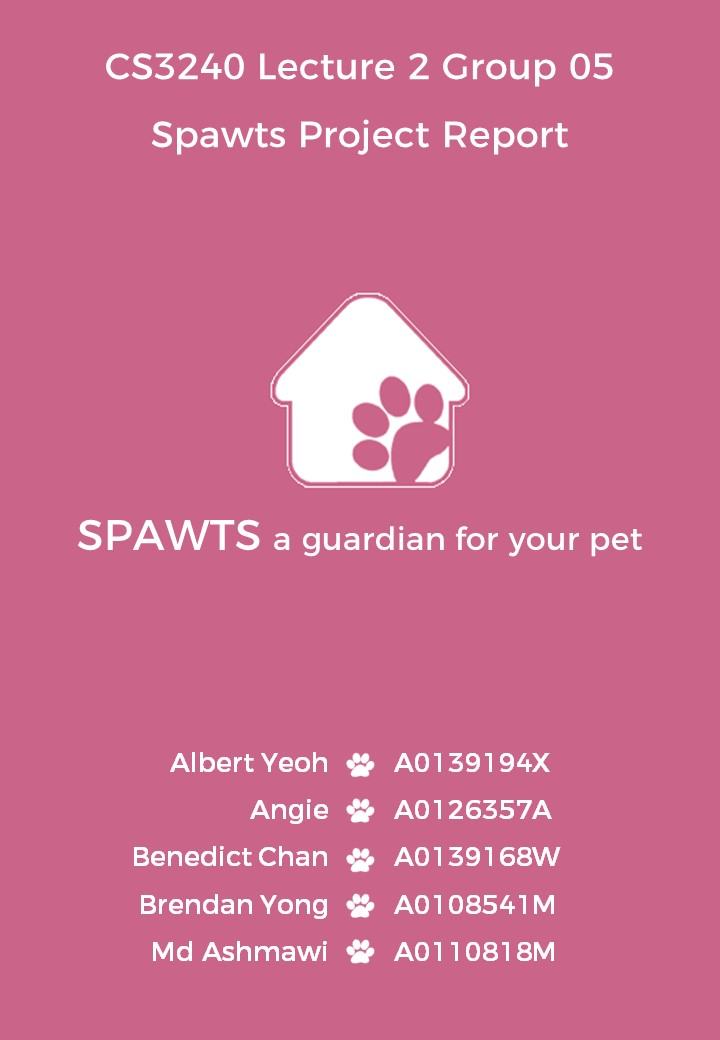 CS3240 Lecture 2 Group 05
Spawts Project Report
SPAWTS a guardian for your pet
Albert Yeoh A0139194X
Angie A0126357A
Benedict Chan A0139168W
Brendan Yong A0108541M
Md Ashmawi A0110818M